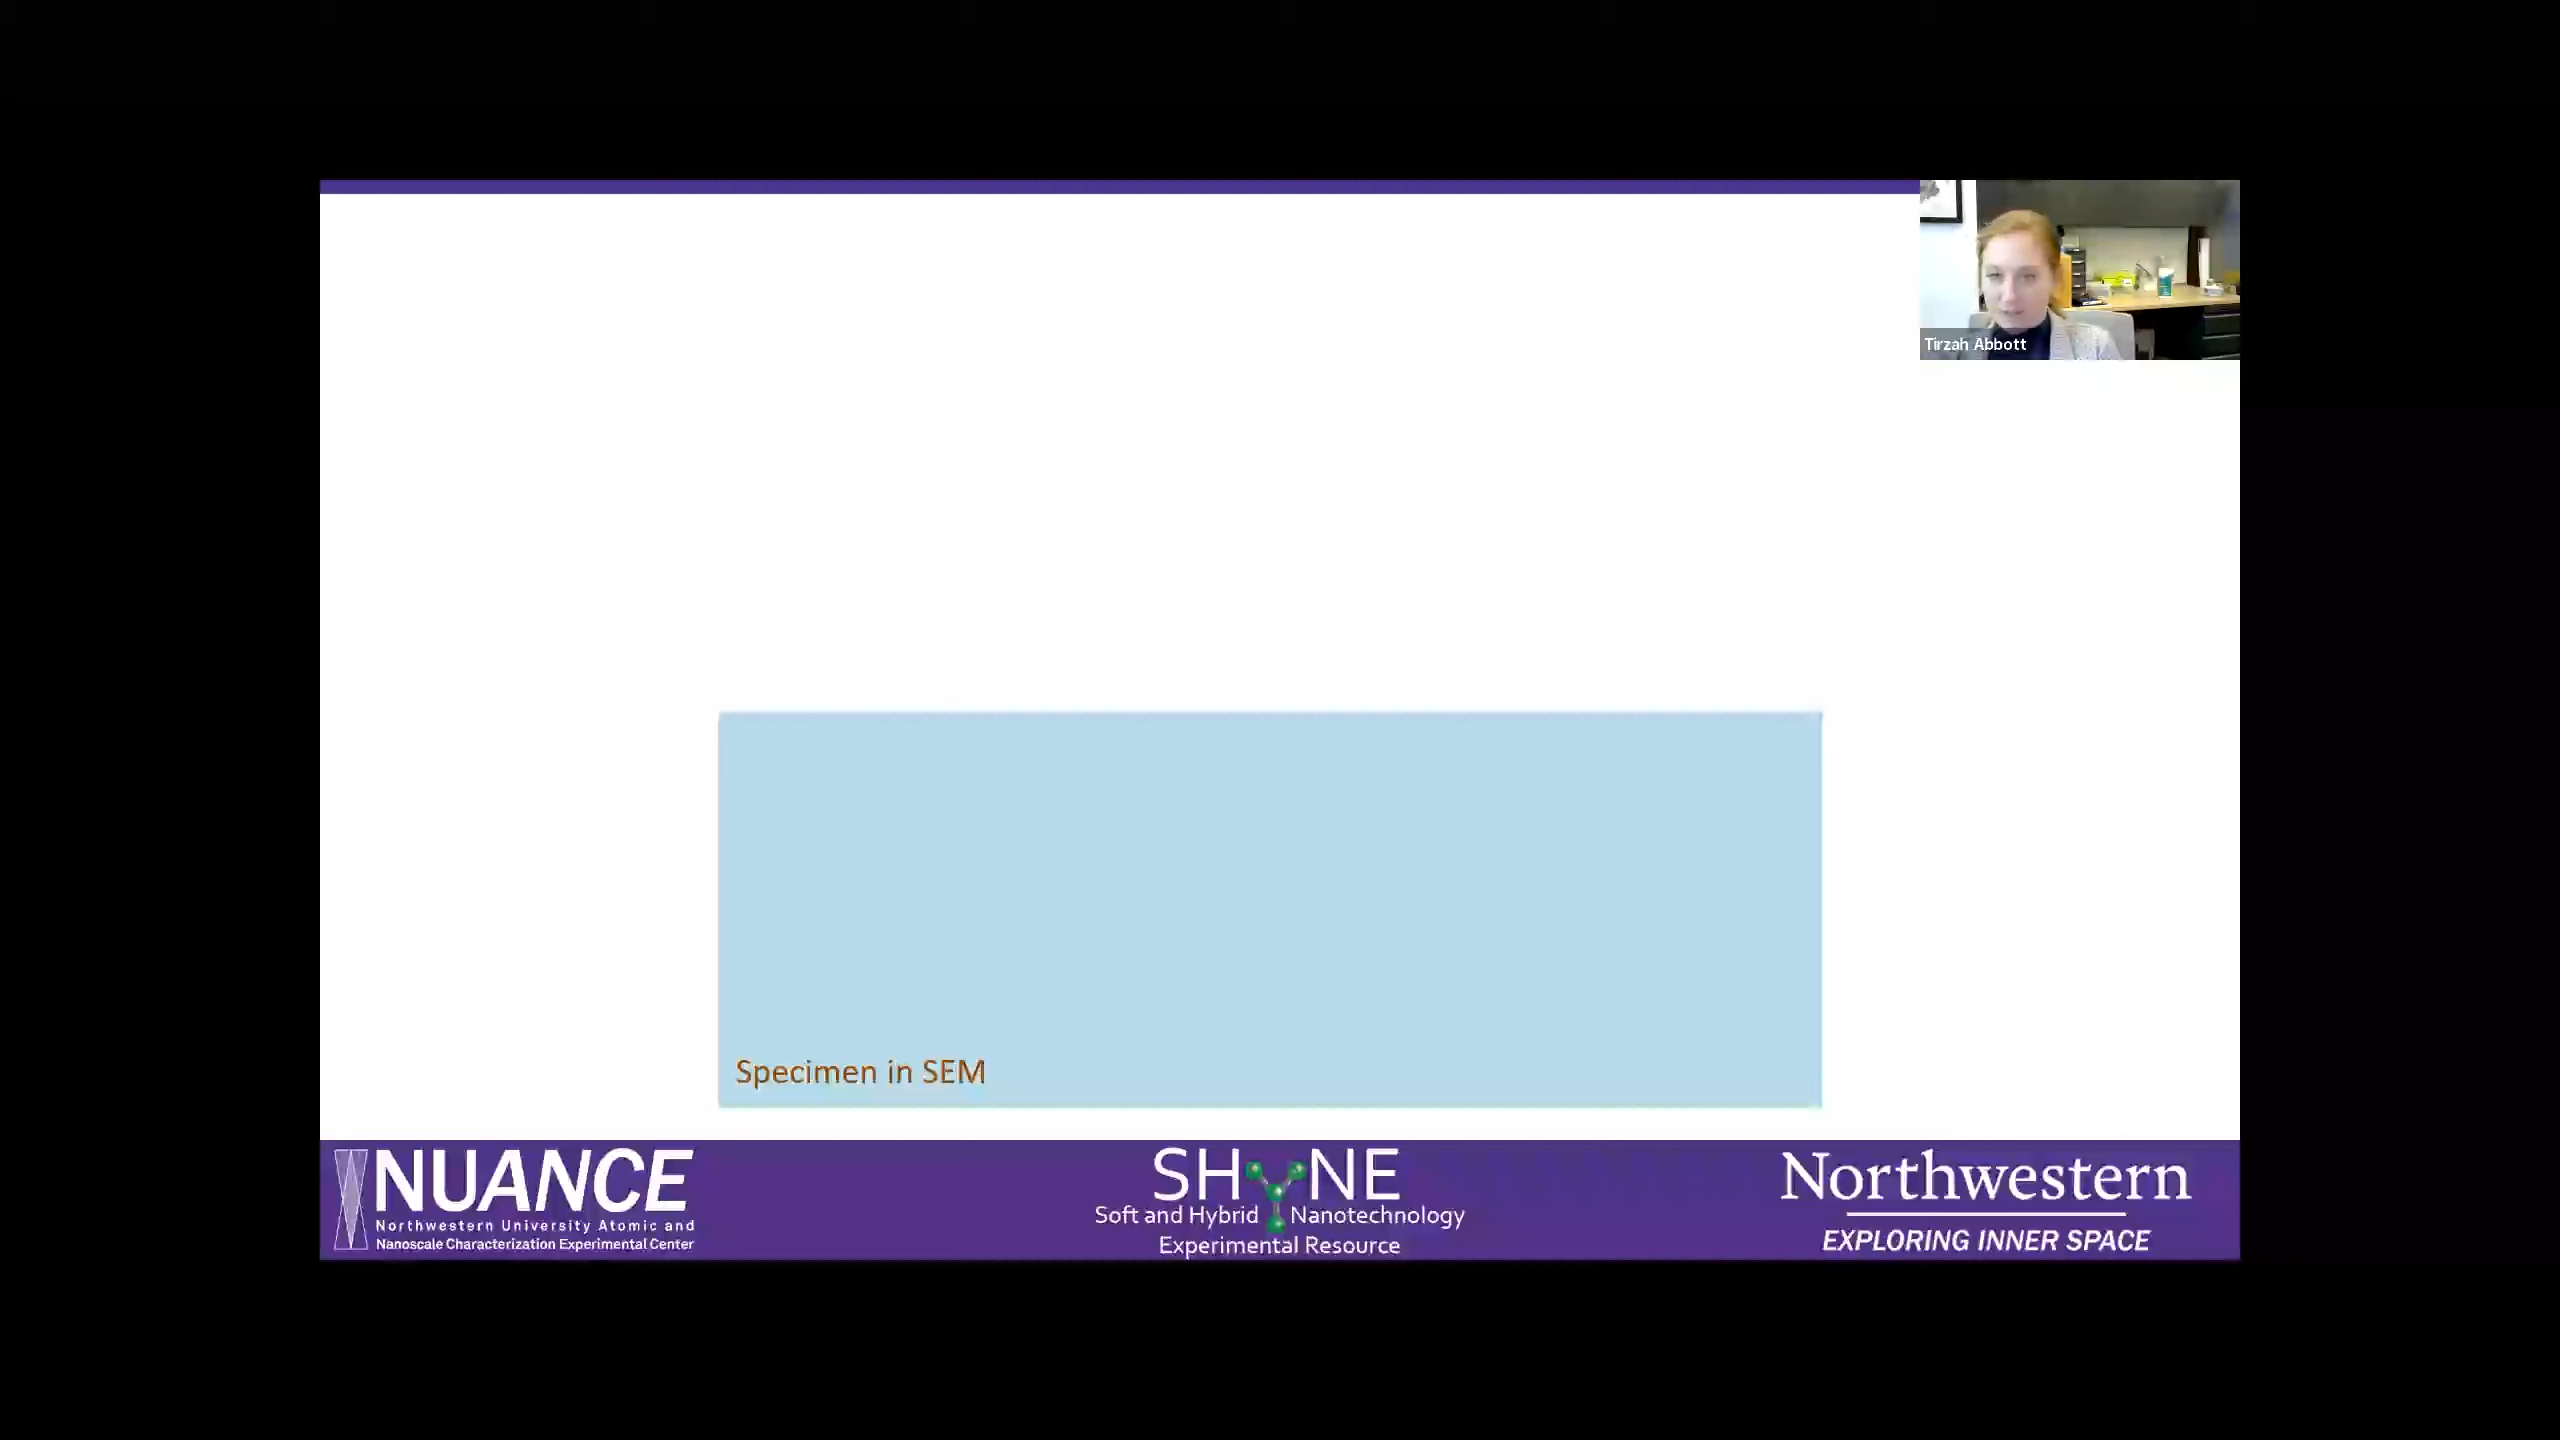 Tirzah Abbott
Specimen in SEM
NUANCE
Northwestern University Atomic and
Nanoscale Characterization Experimental Center
SHYNE
Soft and Hybrid Nanotechnology
Experimental Resource
Northwestern
EXPLORING INNER SPACE